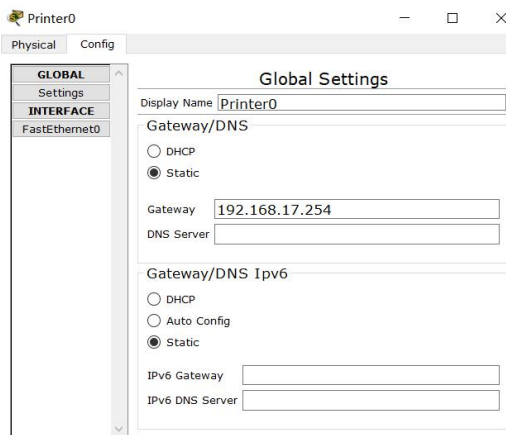 Printer0
Physical Config
GLOBAL
Settings
INTERFACE
FastEthernet0
Global Settings
Display Name Printer0
Gateway/DNS
DHCP
Static
Gateway 192.168.17.254
DNS Server
Gateway/DNS Ipv6
DHCP
Auto Config
Static
IPv6 Gateway
IPv6 DNS Server